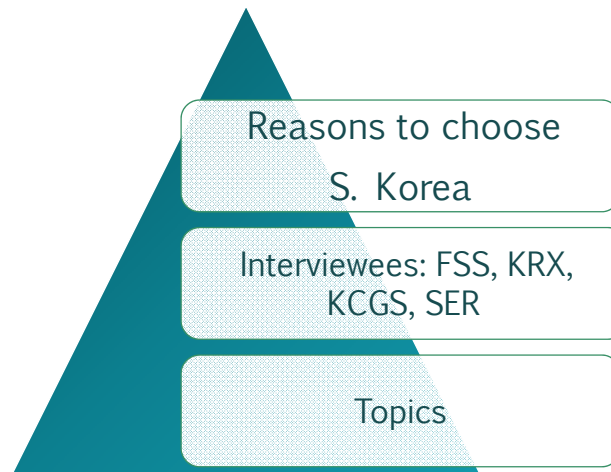 Reasons to choose
S. Korea
Interviewees: FSS, KRX,
KCGS, SER
Topics